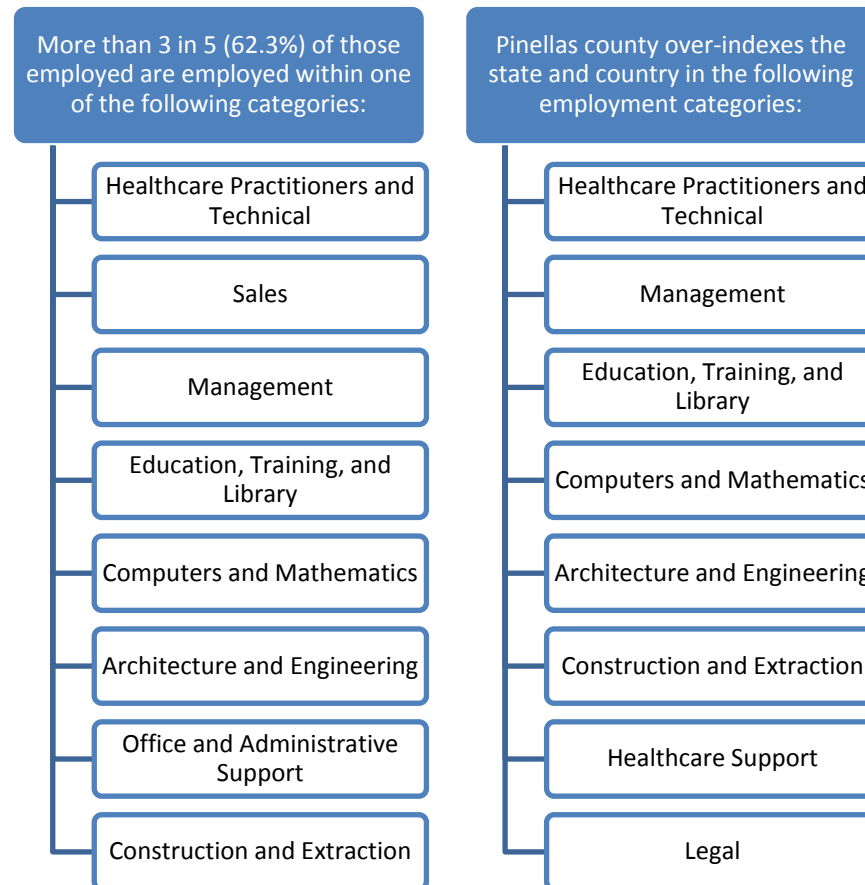 More than 3 in 5 (62.3%) of those
employed are employed within one
of the following categories:
Healthcare Practitioners and
Technical
Sales
Management
Education, Training, and
Library
Computers and Mathematics
Architecture and Engineering
Office and Administrative
Support
Construction and Extraction
Pinellas county over-indexes the
state and country in the following
employment categories:
Healthcare Practitioners and
Technical
Management
Education, Training, and
Library
Computers and Mathematics
Architecture and Engineering
Construction and Extraction
Healthcare Support
Legal